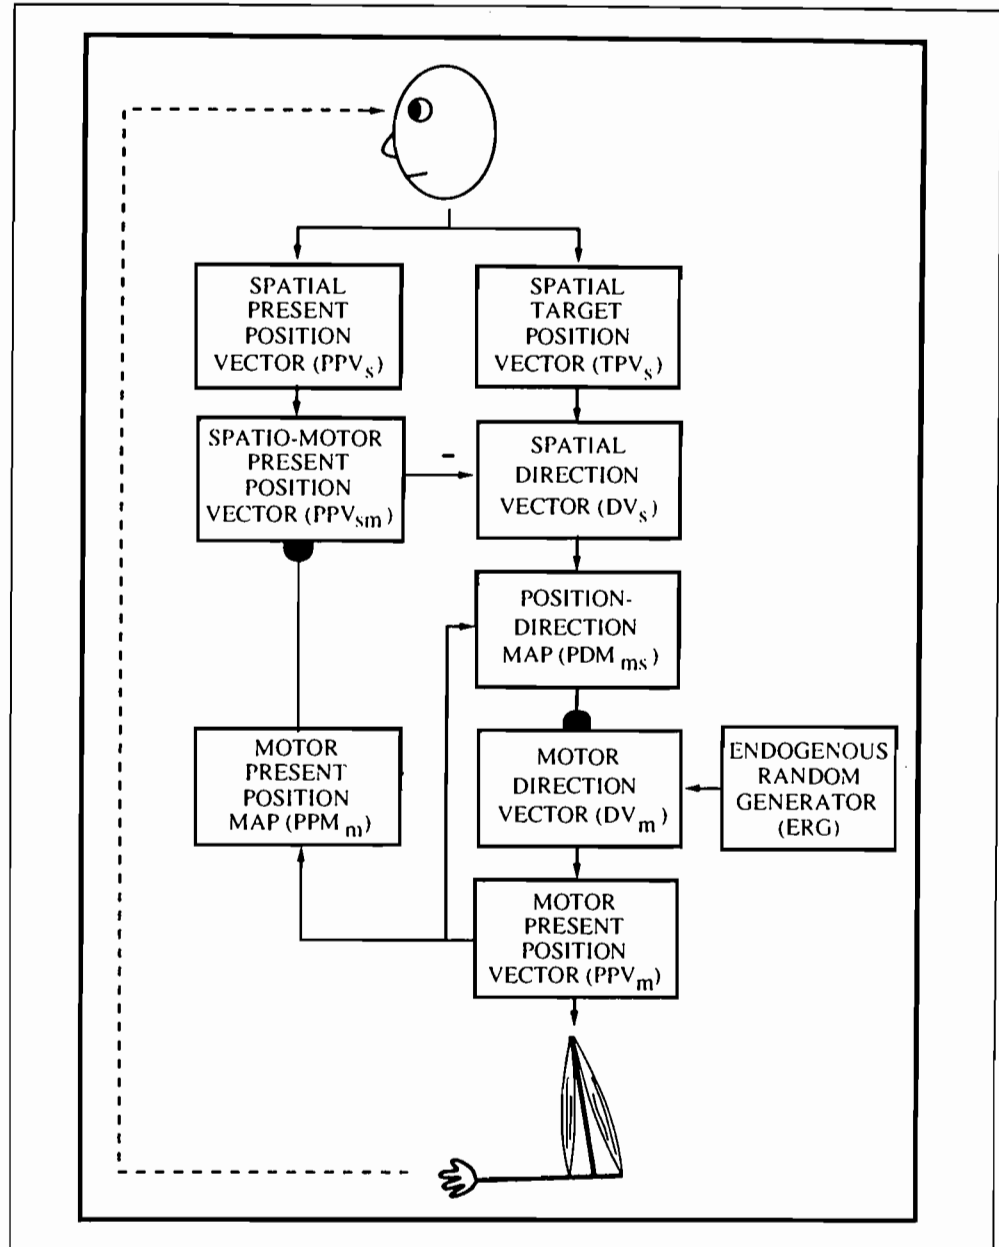 SPATIAL
PRESENT
POSITION
VECTOR (PPVs)
SPATIAL
TARGET
POSITION
VECTOR (TPVs)
SPATIO-MOTOR
PRESENT
POSITION
VECTOR (PPVsm)
-
SPATIAL
DIRECTION
VECTOR (DVs)
POSITION-
DIRECTION
MAP (PDM ms)
MOTOR
PRESENT
POSITION
MAP (PPMm)
MOTOR
DIRECTION
VECTOR (DVm)
ENDOGENOUS
RANDOM
GENERATOR
(ERG)
MOTOR
PRESENT
POSITION
VECTOR (PPVm)